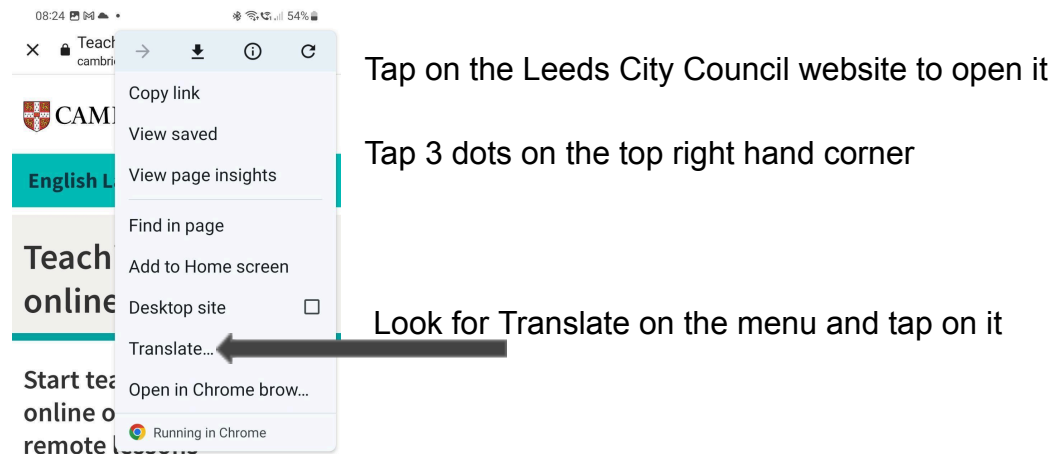 08:24
54%
Teach
cambri
CAM
English L
Teach
online
Start tea
online o
remote lessons
Copy link
View saved
View page insights
Find in page
Add to Home screen
Desktop site
Translate...
Open in Chrome brow...
Running in Chrome
Tap on the Leeds City Council website to open it
Tap 3 dots on the top right hand corner
Look for Translate on the menu and tap on it